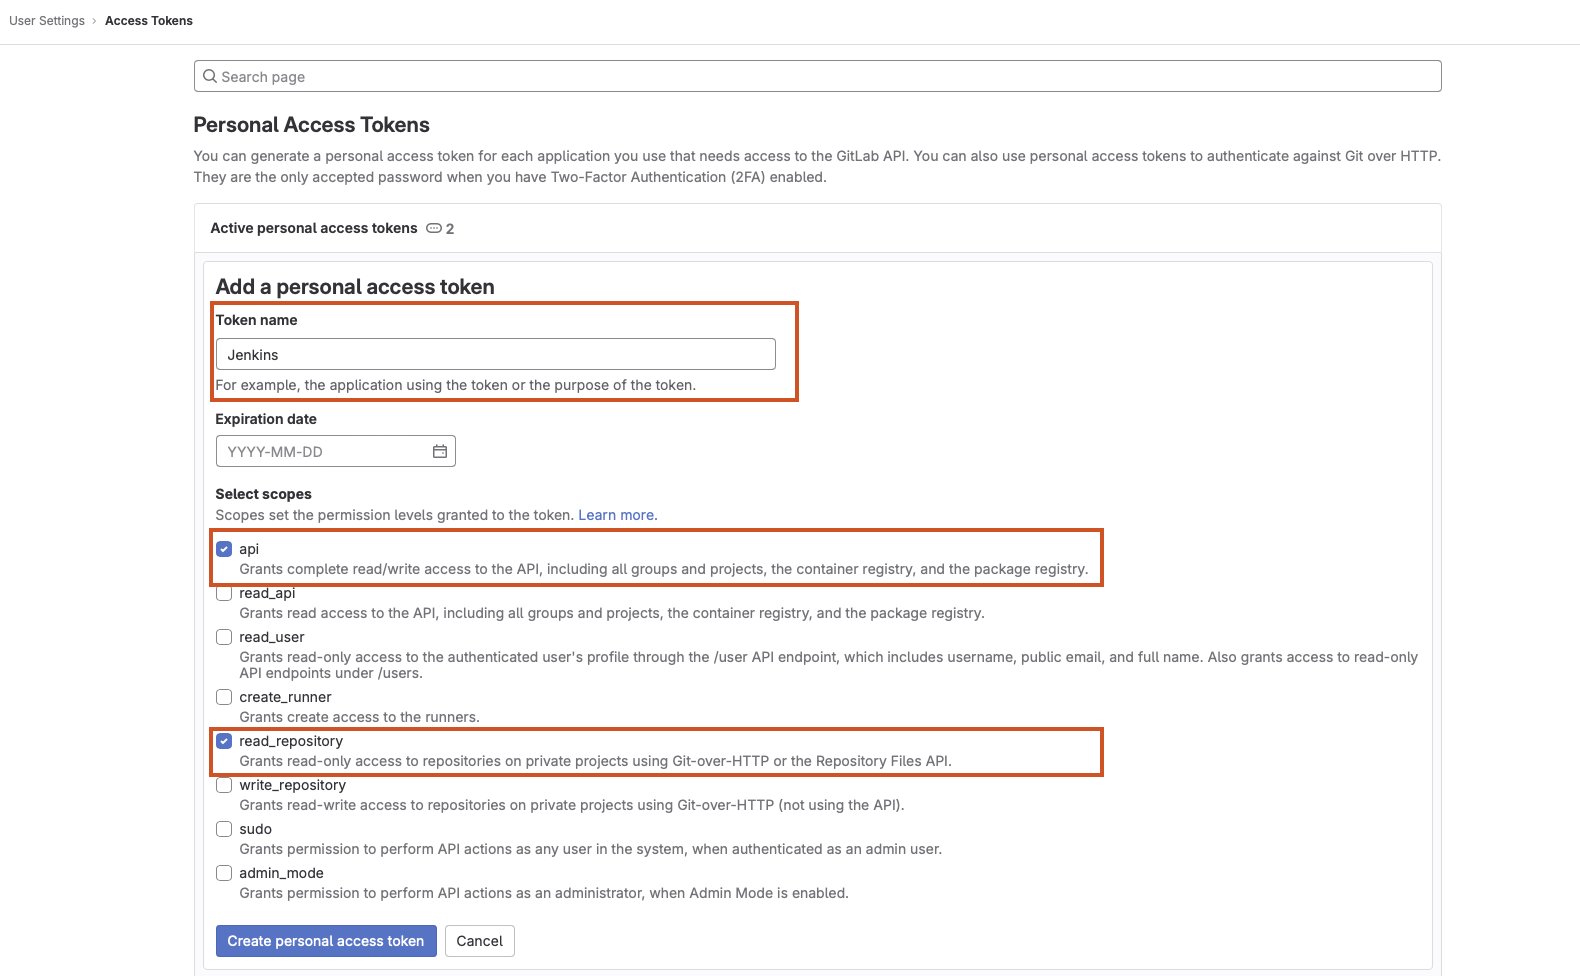 User Settings › Access Tokens
Search page
Personal Access Tokens
You can generate a personal access token for each application you use that needs access to the GitLab API. You can also use personal access tokens to authenticate against Git over HTTP.
They are the only accepted password when you have Two-Factor Authentication (2FA) enabled.
Active personal access tokens 2
Add a personal access token
Token name
Jenkins
For example, the application using the token or the purpose of the token.
Expiration date
YYYY-MM-DD
Select scopes
Scopes set the permission levels granted to the token. Learn more.
api
Grants complete read/write access to the API, including all groups and projects, the container registry, and the package registry.
read_api
Grants read access to the API, including all groups and projects, the container registry, and the package registry.
read_user
Grants read-only access to the authenticated user's profile through the /user API endpoint, which includes username, public email, and full name. Also grants access to read-only
API endpoints under /users.
create_runner
Grants create access to the runners.
read_repository
Grants read-only access to repositories on private projects using Git-over-HTTP or the Repository Files API.
write_repository
Grants read-write access to repositories on private projects using Git-over-HTTP (not using the API).
sudo
Grants permission to perform API actions as any user in the system, when authenticated as an admin user.
admin_mode
Grants permission to perform API actions as an administrator, when Admin Mode is enabled.
Create personal access token Cancel